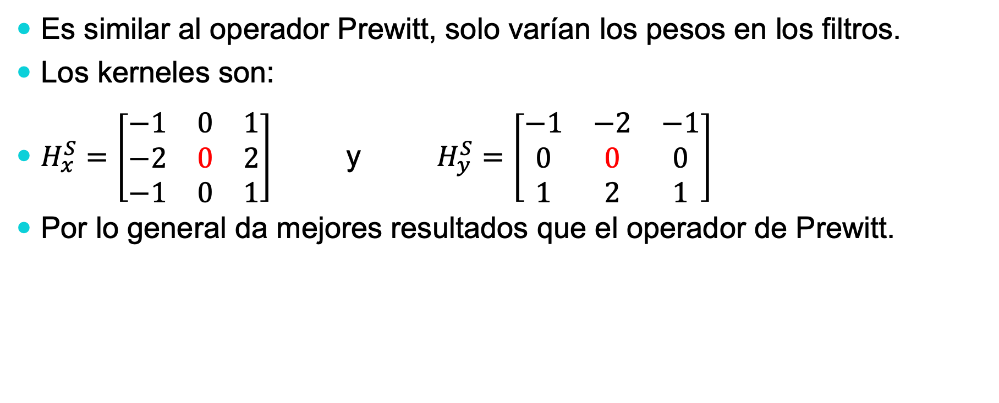 • Es similar al operador Prewitt, solo varían los pesos en los filtros.
• Los kerneles son:
• $H_x^S = \begin{bmatrix} -1 & 0 & 1 \\ -2 & 0 & 2 \\ -1 & 0 & 1 \end{bmatrix}$ y $H_y^S = \begin{bmatrix} -1 & -2 & -1 \\ 0 & 0 & 0 \\ 1 & 2 & 1 \end{bmatrix}$
• Por lo general da mejores resultados que el operador de Prewitt.